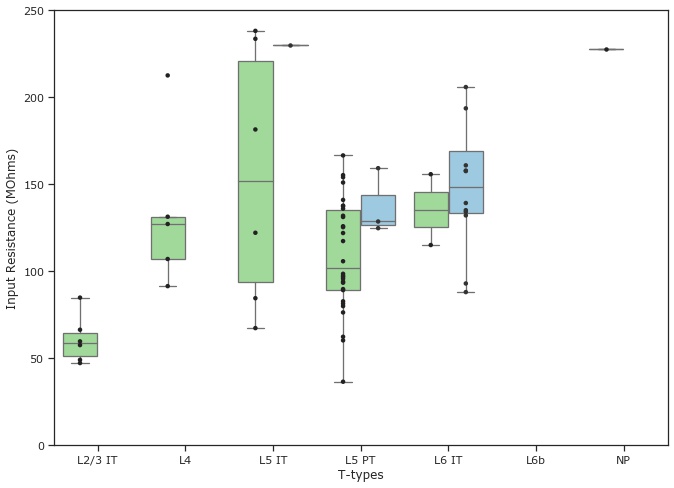 250
200
150
100
50
0
Input Resistance (MOhms)
L2/3 IT L4 L5 IT L5 PT L6 IT L6b NP
T-types